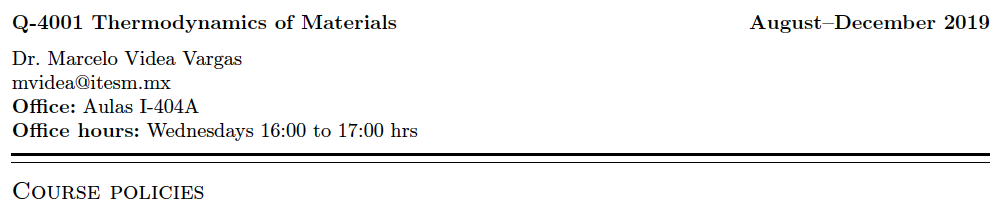 Q-4001 Thermodynamics of Materials August–December 2019
Dr. Marcelo Videa Vargas
mvidea@itesm.mx
Office: Aulas I-404A
Office hours: Wednesdays 16:00 to 17:00 hrs
Course policies